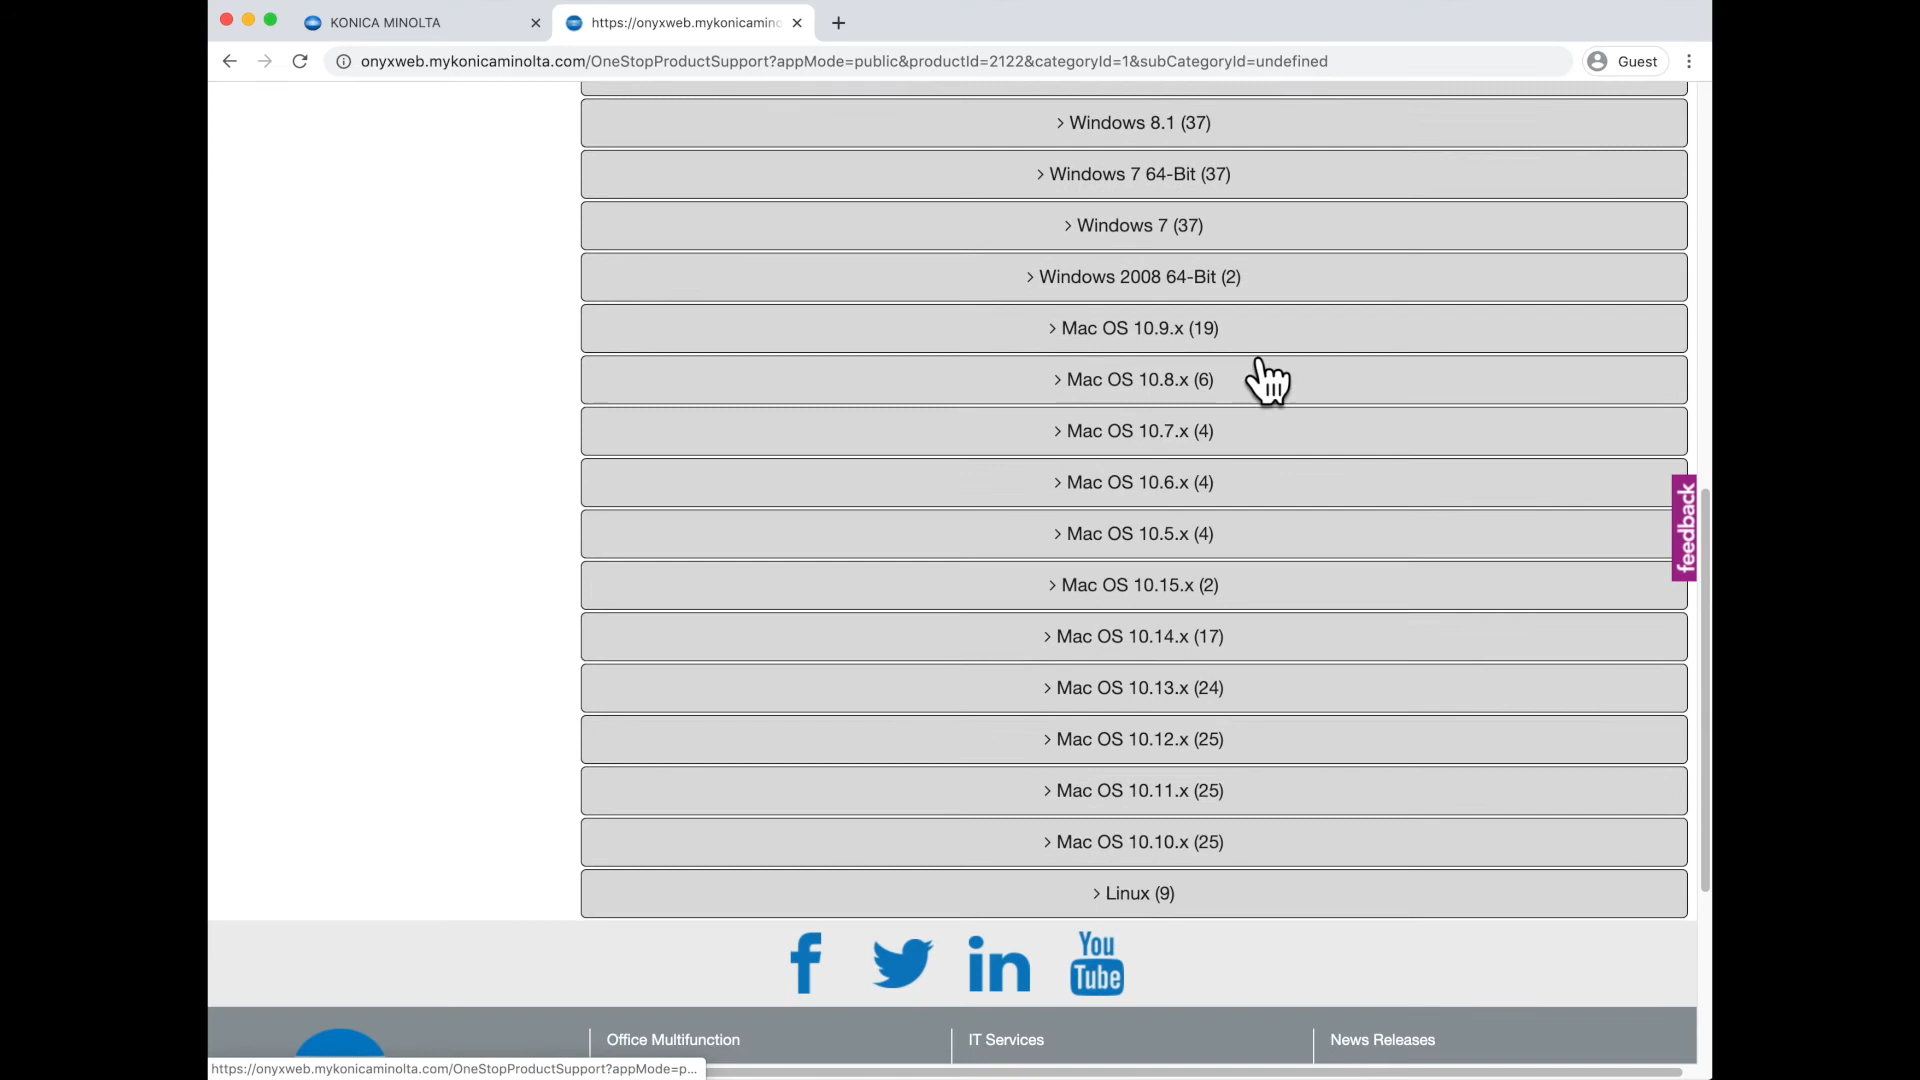 KONICA MINOLTA
https://onyxweb.mykonicamino
onyxweb.mykonicaminolta.com/OneStopProductSupport?appMode=public&productId=2122&categoryId=1&subCategoryId=undefined
Guest
Windows 8.1 (37)
Windows 7 64-Bit (37)
Windows 7 (37)
Windows 2008 64-Bit (2)
Mac OS 10.9.x (19)
Mac OS 10.8.x (6)
Mac OS 10.7.x (4)
Mac OS 10.6.x (4)
Mac OS 10.5.x (4)
Mac OS 10.15.x (2)
Mac OS 10.14.x (17)
Mac OS 10.13.x (24)
Mac OS 10.12.x (25)
Mac OS 10.11.x (25)
Mac OS 10.10.x (25)
Linux (9)
feedback
f
in
You
Tube
Office Multifunction
IT Services
News Releases
https://onyxweb.mykonicaminolta.com/OneStopProductSupport?appMode=p...